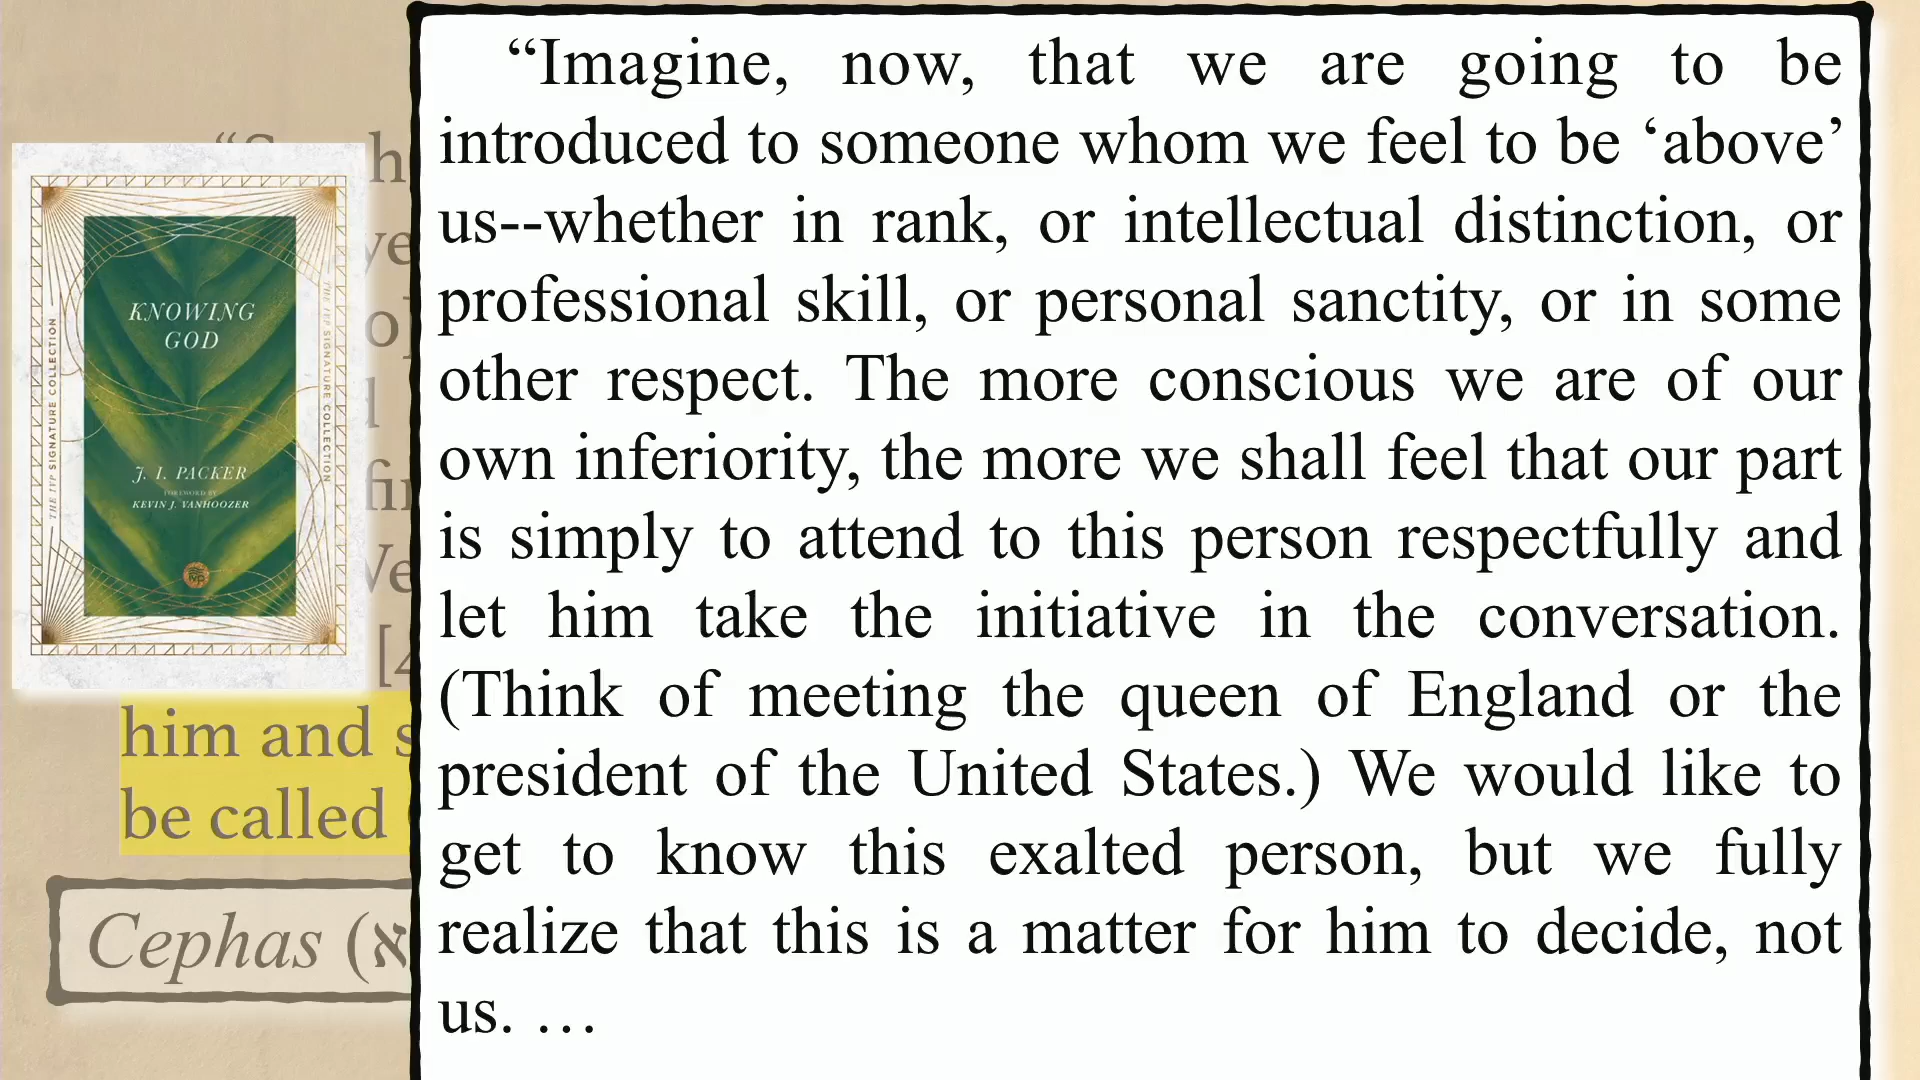 “Imagine, now, that we are going to be
introduced to someone whom we feel to be ‘above’
us--whether in rank, or intellectual distinction, or
professional skill, or personal sanctity, or in some
other respect. The more conscious we are of our
own inferiority, the more we shall feel that our part
is simply to attend to this person respectfully and
let him take the initiative in the conversation.
(Think of meeting the queen of England or the
president of the United States.) We would like to
get to know this exalted person, but we fully
realize that this is a matter for him to decide, not
us. …
KNOWING
GOD
J. I. PACKER
FOREWORD BY
KEVIN J. VANHOOZER
ivp
THE IVP SIGNATURE COLLECTION
THE IVP SIGNATURE COLLECTION
him and s
be called
Cephas (א